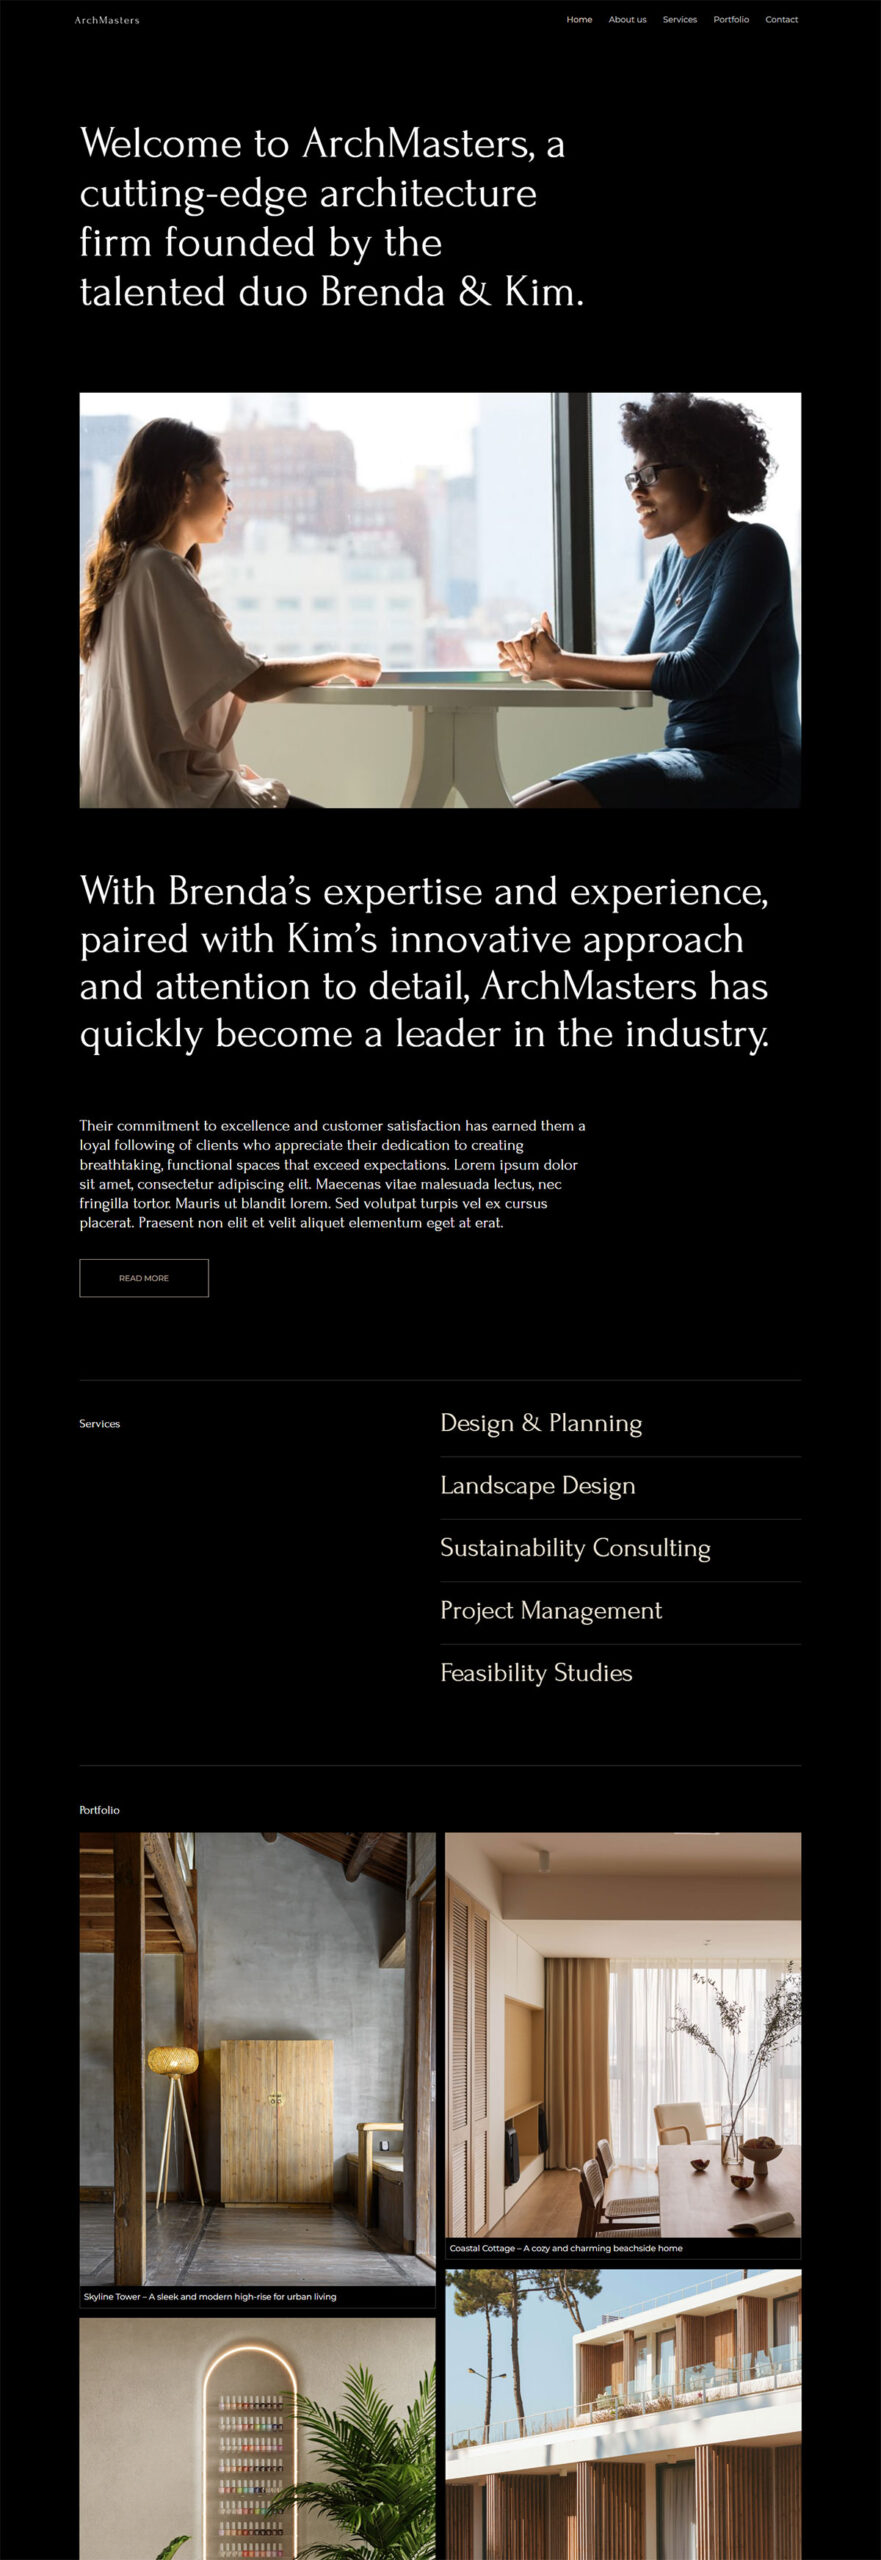 ArchMasters
Home About us Services Portfolio Contact
Welcome to ArchMasters, a
cutting-edge architecture
firm founded by the
talented duo Brenda & Kim.
With Brenda’s expertise and experience,
paired with Kim’s innovative approach
and attention to detail, ArchMasters has
quickly become a leader in the industry.
Their commitment to excellence and customer satisfaction has earned them a
loyal following of clients who appreciate their dedication to creating
breathtaking, functional spaces that exceed expectations. Lorem ipsum dolor
sit amet, consectetur adipiscing elit. Maecenas vitae malesuada lectus, nec
fringilla tortor. Mauris ut blandit lorem. Sed volutpat turpis vel ex cursus
placerat. Praesent non elit et velit aliquet elementum eget at erat.
READ MORE
Services
Design & Planning
Landscape Design
Sustainability Consulting
Project Management
Feasibility Studies
Portfolio
Skyline Tower – A sleek and modern high-rise for urban living
Coastal Cottage – A cozy and charming beachside home